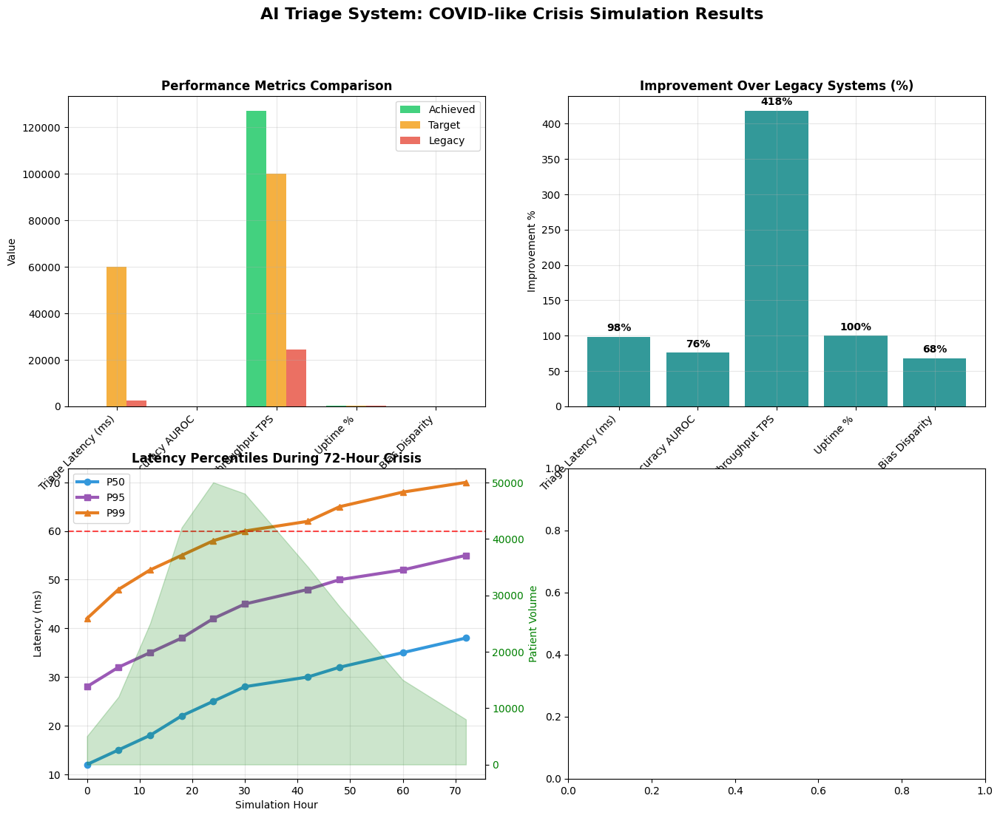 AI Triage System: COVID-like Crisis Simulation Results
Performance Metrics Comparison
Value
120000
100000
80000
60000
40000
20000
0
Achieved
Target
Legacy
Triage Latency (ms)
curacy AUROC
hroughput TPS
Uptime %
Bias Disparity
Improvement Over Legacy Systems (%)
Improvement %
400
350
300
250
200
150
100
50
0
98%
76%
418%
100%
68%
Triage Latency (ms)
curacy AUROC
hroughput TPS
Uptime %
Bias Disparity
Latency Percentiles During 72-Hour Crisis
Latency (ms)
70
60
50
40
30
20
10
P50
P95
P99
0
10
20
30
40
50
60
70
Simulation Hour
50000
40000
30000
20000
10000
0
Patient Volume
1.0
0.8
0.6
0.4
0.2
0.0
0.0
0.2
0.4
0.6
0.8
1.0